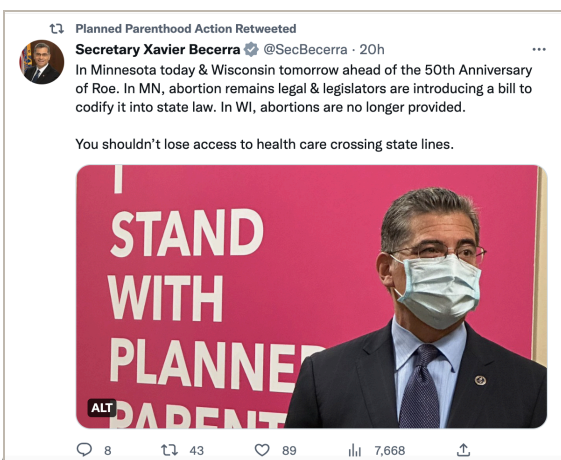 Planned Parenthood Action Retweeted
Secretary Xavier Becerra @SecBecerra · 20h
In Minnesota today & Wisconsin tomorrow ahead of the 50th Anniversary
of Roe. In MN, abortion remains legal & legislators are introducing a bill to
codify it into state law. In WI, abortions are no longer provided.
You shouldn’t lose access to health care crossing state lines.
I
STAND
WITH
PLANNE
PARENT
ALT
8 43 89 7,668